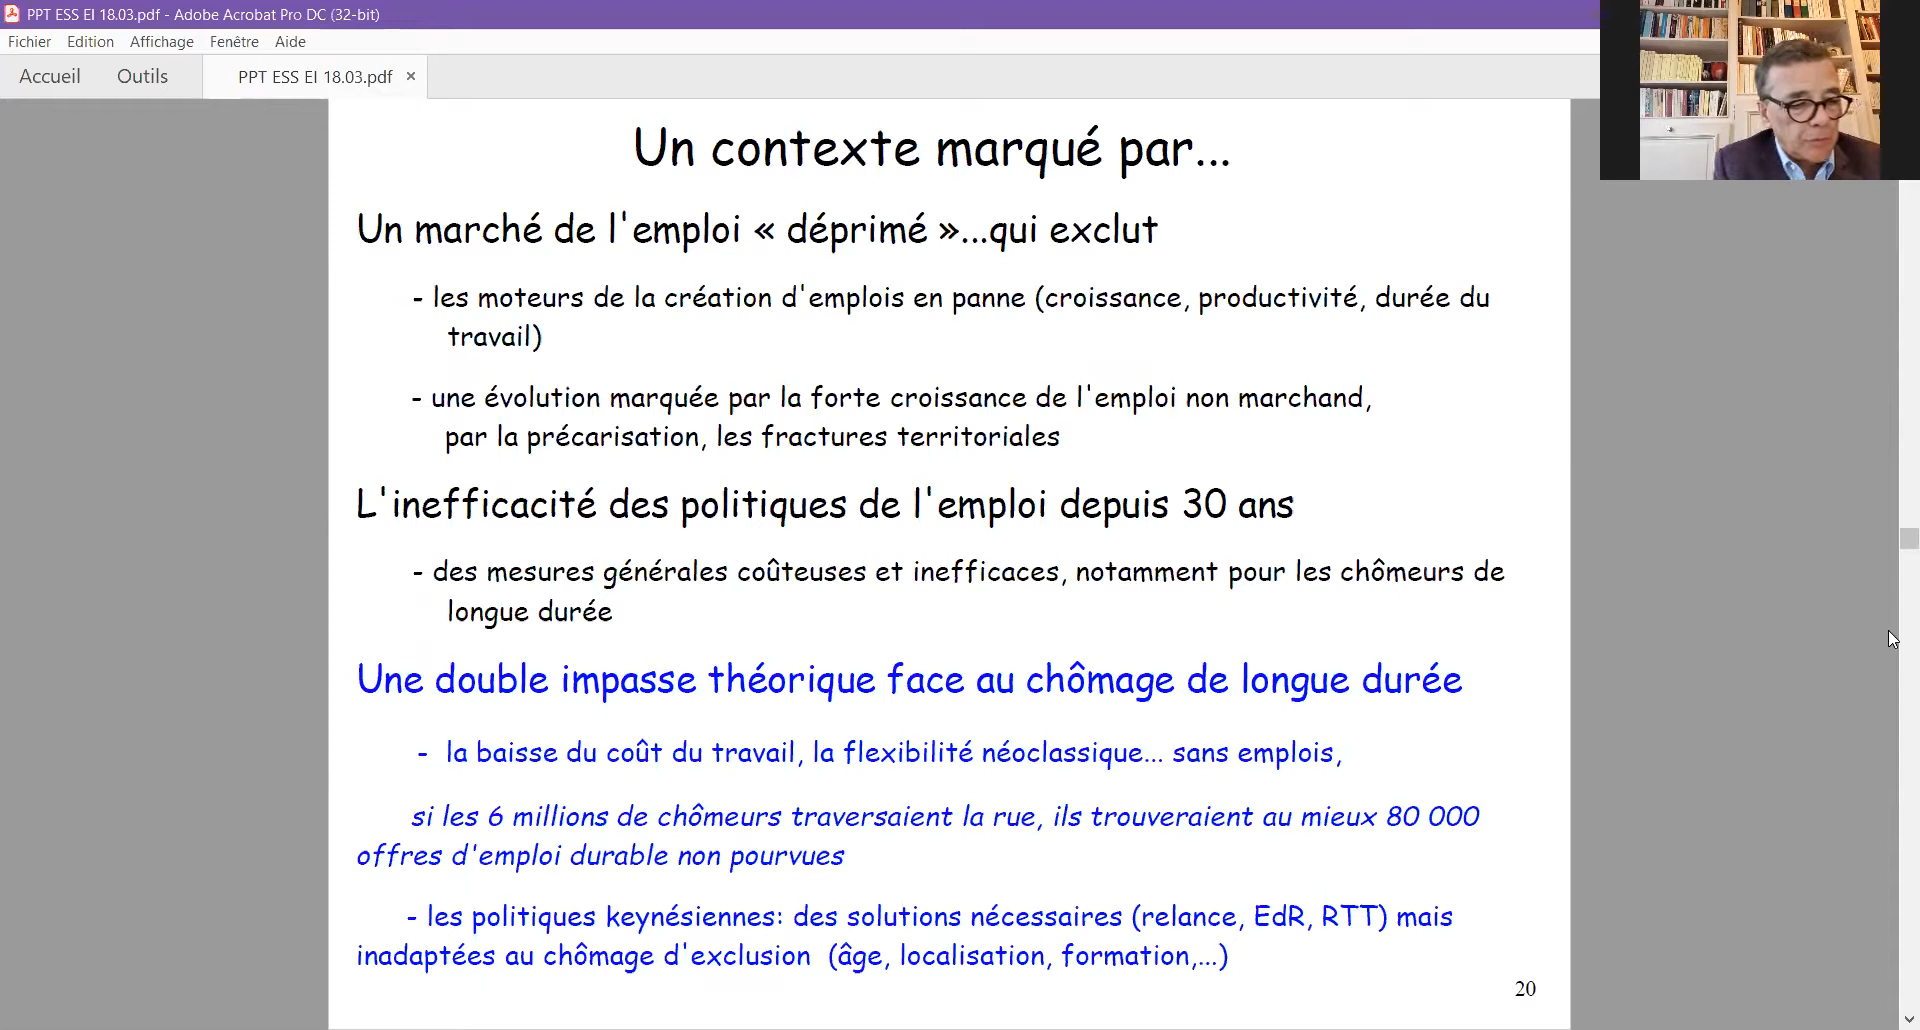 PPT ESS EI 18.03.pdf - Adobe Acrobat Pro DC (32-bit)
Fichier Edition Affichage Fenêtre Aide
Accueil Outils PPT ESS EI 18.03.pdf ×
Un contexte marqué par...
Un marché de l'emploi « déprimé »...qui exclut
- les moteurs de la création d'emplois en panne (croissance, productivité, durée du
travail)
- une évolution marquée par la forte croissance de l'emploi non marchand,
par la précarisation, les fractures territoriales
L'inefficacité des politiques de l'emploi depuis 30 ans
- des mesures générales coûteuses et inefficaces, notamment pour les chômeurs de
longue durée
Une double impasse théorique face au chômage de longue durée
- la baisse du coût du travail, la flexibilité néoclassique... sans emplois,
si les 6 millions de chômeurs traversaient la rue, ils trouveraient au mieux 80 000
offres d'emploi durable non pourvues
- les politiques keynésiennes: des solutions nécessaires (relance, EdR, RTT) mais
inadaptées au chômage d'exclusion (âge, localisation, formation,...)
20